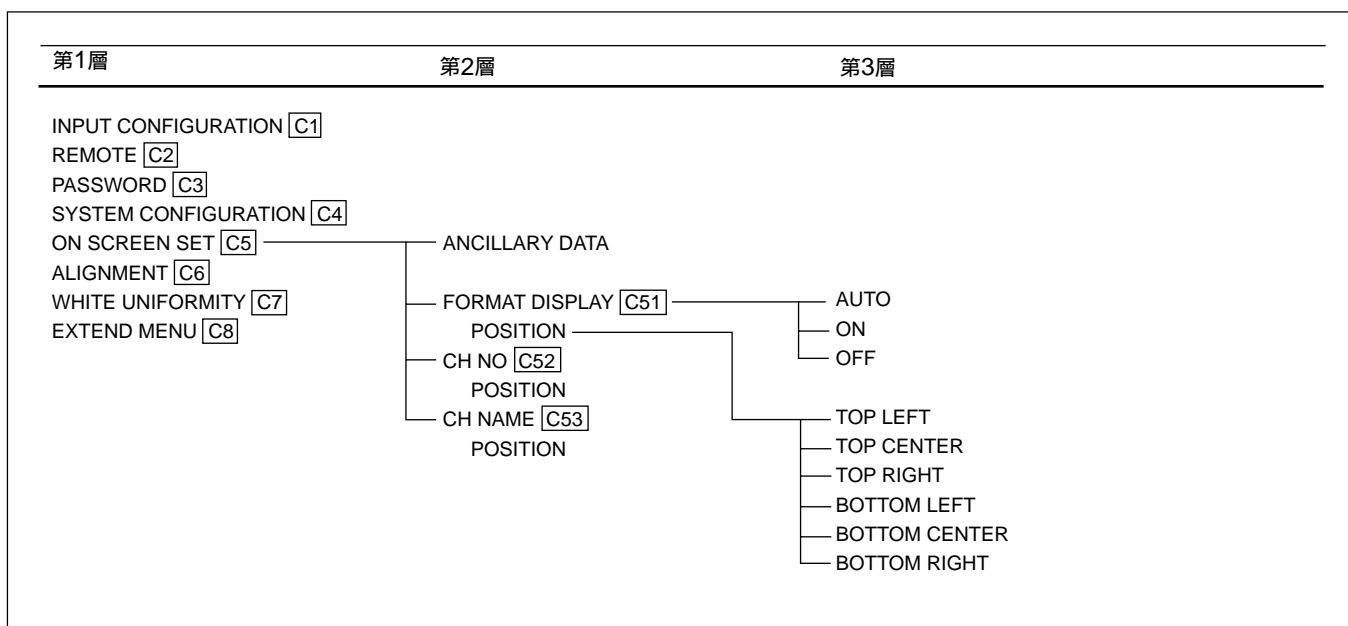 第1層 第2層 第3層
INPUT CONFIGURATION C1
REMOTE C2
PASSWORD C3
SYSTEM CONFIGURATION C4
ON SCREEN SET C5 ANCILLARY DATA
ALIGNMENT C6
WHITE UNIFORMITY C7 FORMAT DISPLAY C51 AUTO
EXTEND MENU C8 POSITION ON
CH NO C52 OFF
POSITION
CH NAME C53 TOP LEFT
POSITION TOP CENTER
TOP RIGHT
BOTTOM LEFT
BOTTOM CENTER
BOTTOM RIGHT